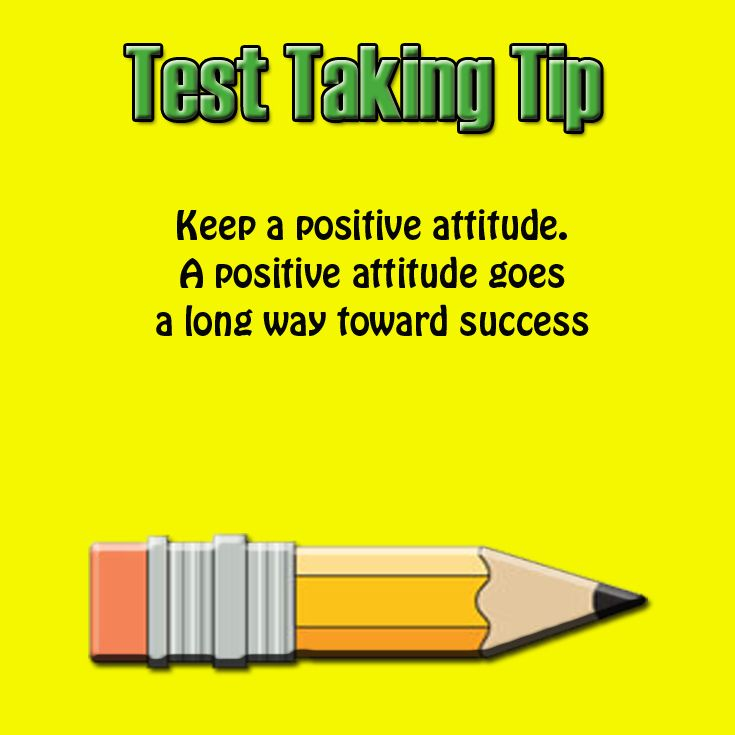 Test Taking Tip
Keep a positive attitude.
A positive attitude goes
a long way toward success